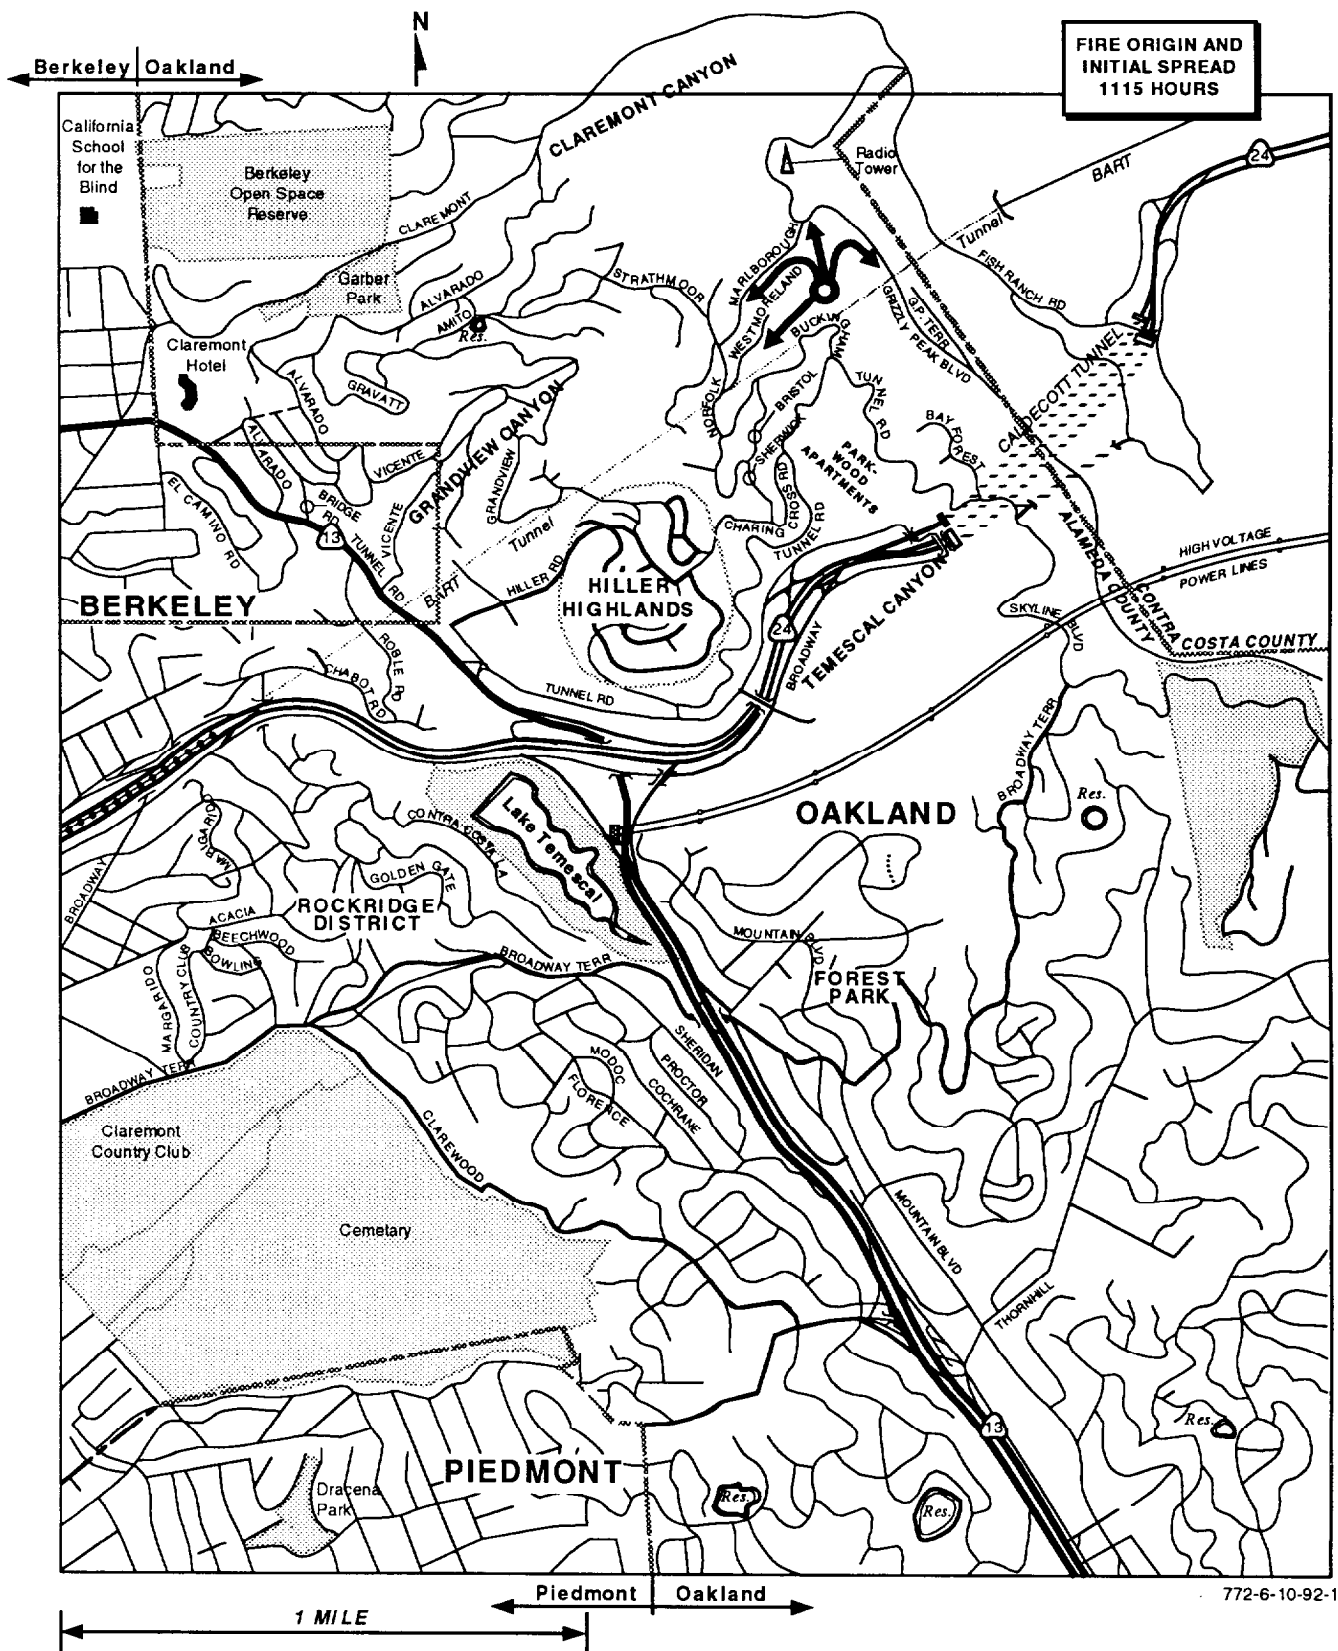 N
FIRE ORIGIN AND
INITIAL SPREAD
1115 HOURS
Berkeley Oakland
California
School
for the
Blind
Berkeley
Open Space
Reserve
CLAREMONT CANYON
Radio
Tower
BART
24
CLAREMONT
Tunnel
Garber
Park
ALVARADO
AMITO
Res.
STRATHMOOR
MARLBOROUGH
WESTMORELAND
FISH RANCH RD
GRIZZLY PEAK BLVD
G.P. TERR
BUCKINGHAM
Claremont
Hotel
ALVARADO
GRAVATT
NORFOLK
BRISTOL
TUNNEL RD
CALDECOTT TUNNEL
ALVARADO
VICENTE
GRANDVIEW CANYON
GRANDVIEW
SHERWICK
PARK-
WOOD
APARTMENTS
BAY FOREST
EL CAMINO RD
BRIDGE
RD
13
TUNNEL RD
VICENTE
Tunnel
CHARING
CROSS RD
TUNNEL RD
ALAMEDA COUNTY
CONTRA
COSTA COUNTY
HIGH VOLTAGE
POWER LINES
BART
HILLER RD
HILLER
HIGHLANDS
BERKELEY
24
BROADWAY
TEMESCAL CANYON
SKYLINE BLVD
ROBLE RD
CHABOT RD
TUNNEL RD
BROADWAY TERR
Res.
OAKLAND
Lake Temescal
MARGARIDO
CONTRA COSTA LA
GOLDEN GATE
BROADWAY
ROCKRIDGE
DISTRICT
ACACIA
BEECHWOOD
BOWLING
MARGARIDO
COUNTRY CLUB
BROADWAY TERR
MOUNTAIN BLVD
FOREST
PARK
BROADWAY TERR
SHERIDAN
PROCTOR
COCHRANE
MODOC
FLORENCE
CLAREWOOD
Claremont
Country Club
Cemetary
MOUNTAIN BLVD
THORNHILL
13
Res.
PIEDMONT
Dracena
Park
Res.
Res.
Piedmont Oakland
772-6-10-92-1
1 MILE